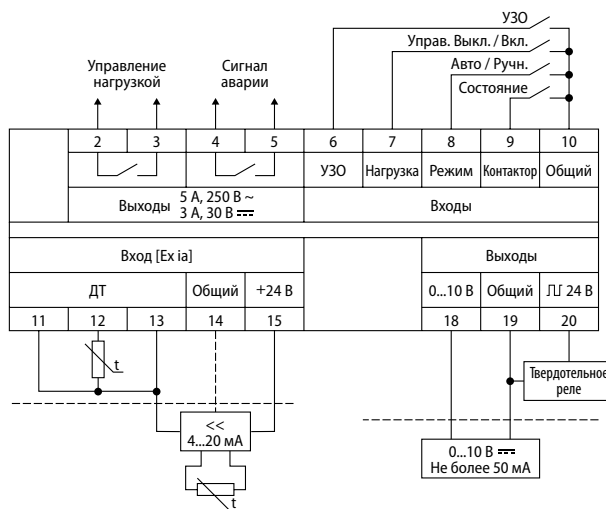 УЗО
Управ. Выкл. / Вкл.
Авто / Ручн.
Состояние
Управление
нагрузкой
Сигнал
аварии
2 3 4 5 6 7 8 9 10
УЗО Нагрузка Режим Контактор Общий
Выходы 5 А, 250 В ~
3 А, 30 В
Входы
Вход [Ex ia]
Выходы
ДТ Общий +24 В
0...10 В Общий 24 В
11 12 13 14 15 18 19 20
t
Твердотельное
реле
<<
4...20 мА
t
0...10 В
Не более 50 мА